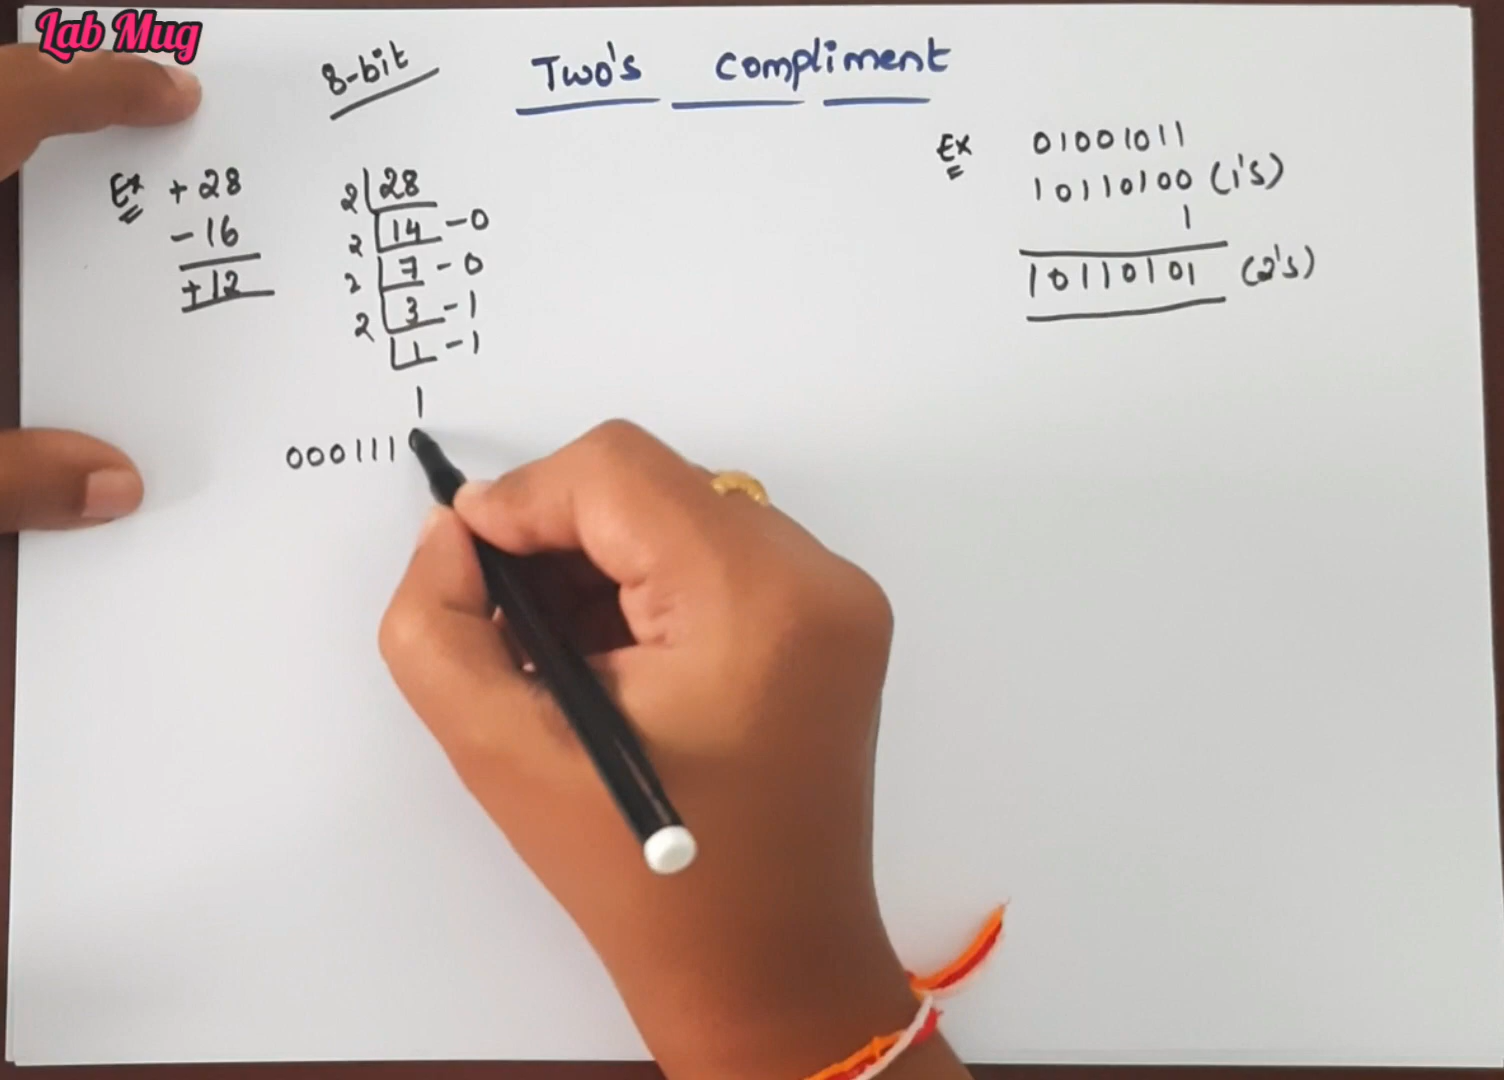 Lab Mug
8-bit Two's compliment
Ex +28
-16
+12
2 28
2 14 -0
2 7 -0
2 3 -1
1 -1
1
0001110
Ex 01001011
10110100 (1's)
1
10110101 (2's)